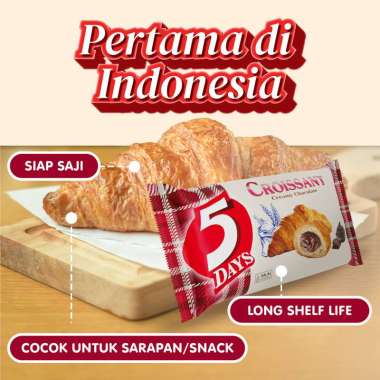 Pertama di
Indonesia
SIAP SAJI
CROISSANT
Creamy Chocolate
5
DAYS
LONG SHELF LIFE
COCOK UNTUK SARAPAN/SNACK